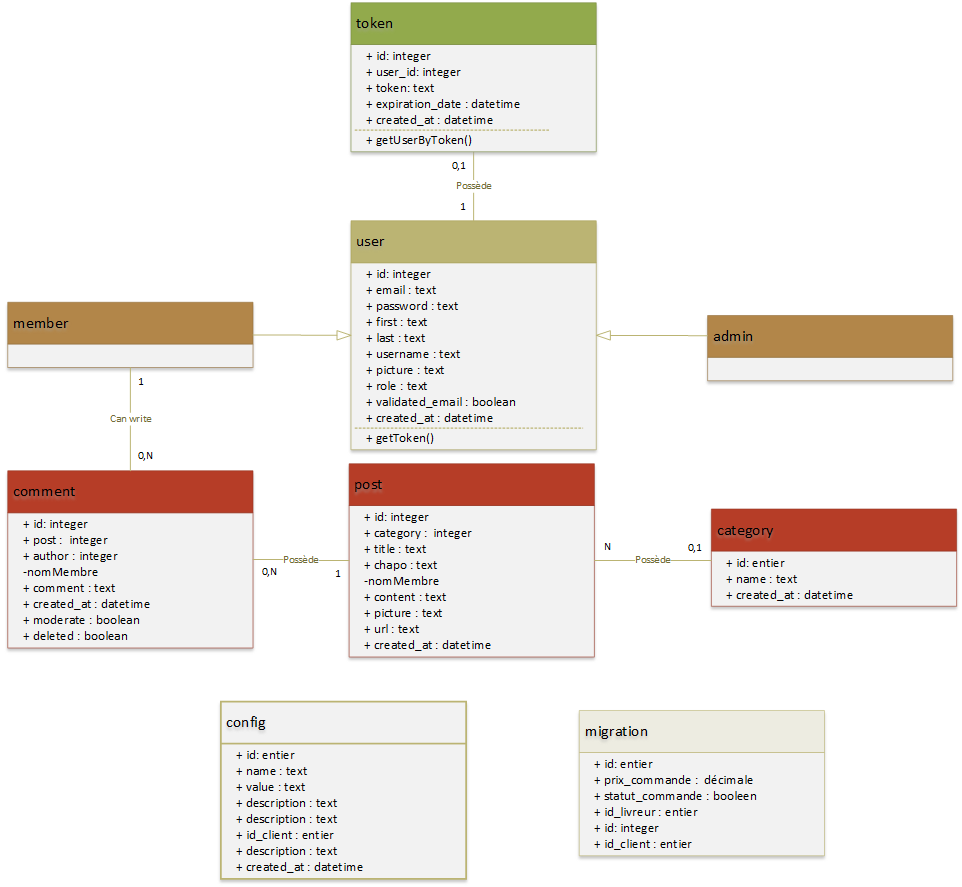 token
+ id: integer
+ user_id: integer
+ token: text
+ expiration_date : datetime
+ created_at : datetime
+ getUserByToken()
0,1
Possède
1
user
+ id: integer
+ email : text
+ password : text
+ first : text
+ last : text
+ username : text
+ picture : text
+ role : text
+ validated_email : boolean
+ created_at : datetime
+ getToken()
member
admin
1
Can write
0,N
comment
+ id: integer
+ post : integer
+ author : integer
-nomMembre
+ comment : text
+ created_at : datetime
+ moderate : boolean
+ deleted : boolean
Possède
0,N
1
post
+ id: integer
+ category : integer
+ title : text
+ chapo : text
-nomMembre
+ content : text
+ picture : text
+ url : text
+ created_at : datetime
N
0,1
Possède
category
+ id: entier
+ name : text
+ created_at : datetime
config
+ id: entier
+ name : text
+ value : text
+ description : text
+ description : text
+ id_client : entier
+ description : text
+ created_at : datetime
migration
+ id: entier
+ prix_commande : décimale
+ statut_commande : booleen
+ id_livreur : entier
+ id: integer
+ id_client : entier